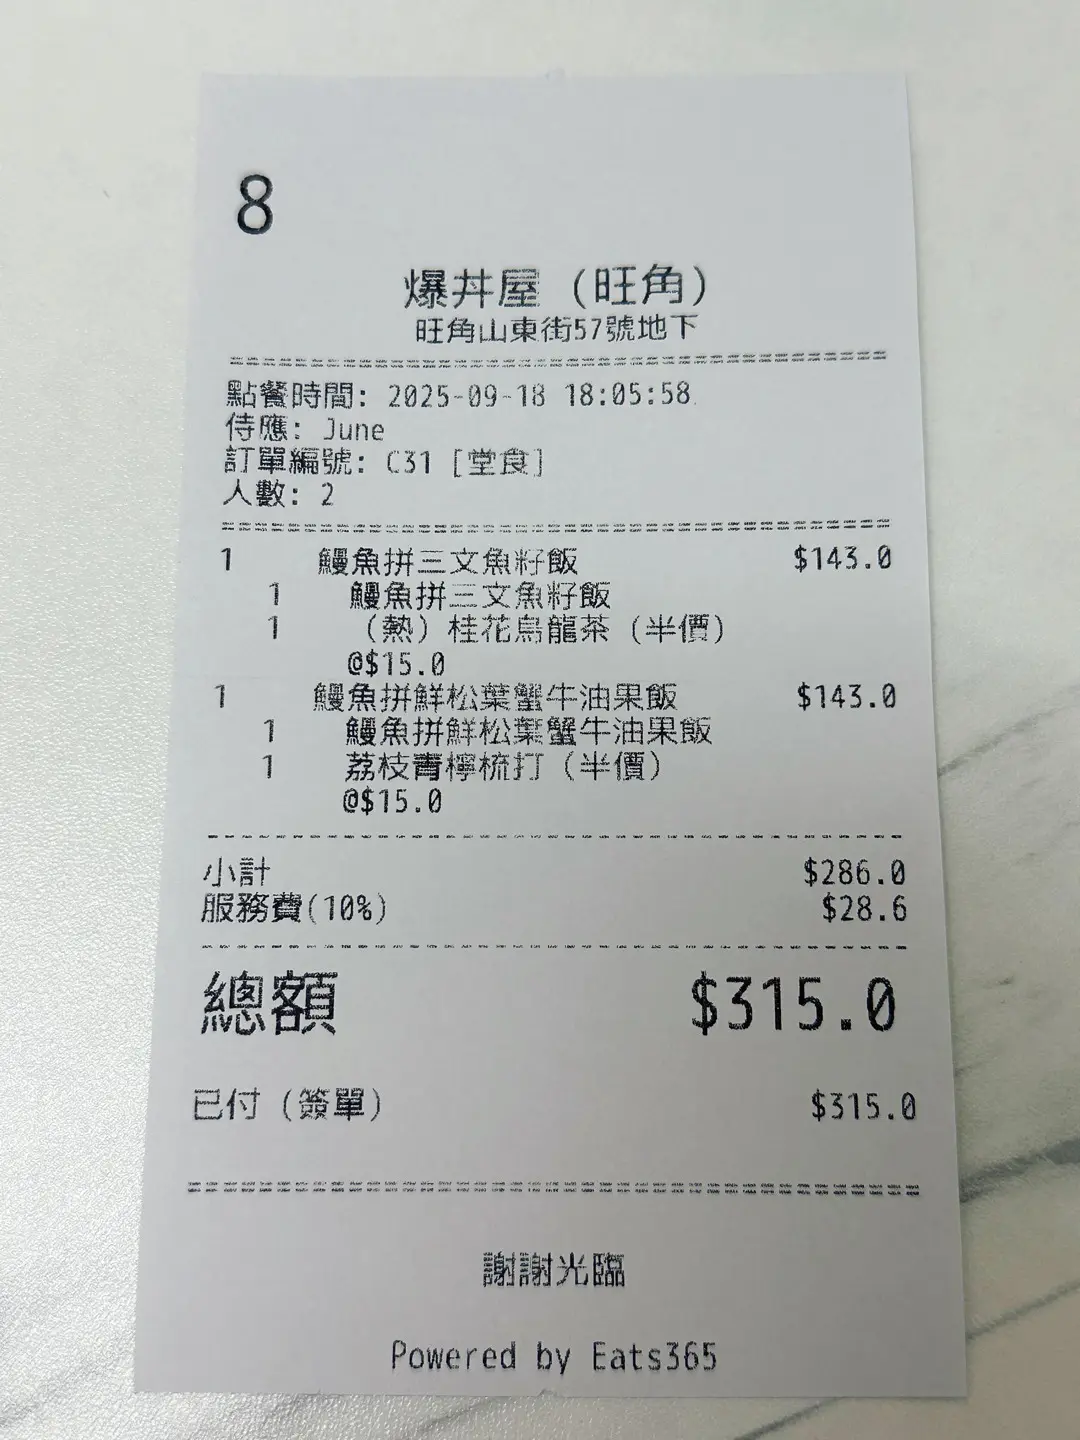 8
爆丼屋 (旺角)
旺角山東街57號地下
點餐時間: 2025-09-18 18:05:58
侍應: June
訂單編號: C31 [堂食]
人數: 2
1 鰻魚拼三文魚籽飯 $143.0
1 鰻魚拼三文魚籽飯
1 (熱) 桂花烏龍茶 (半價)
@$15.0
1 鰻魚拼鮮松葉蟹牛油果飯 $143.0
1 鰻魚拼鮮松葉蟹牛油果飯
1 荔枝青檸梳打 (半價)
@$15.0
小計 $286.0
服務費(10%) $28.6
總額 $315.0
已付 (簽單) $315.0
謝謝光臨
Powered by Eats365